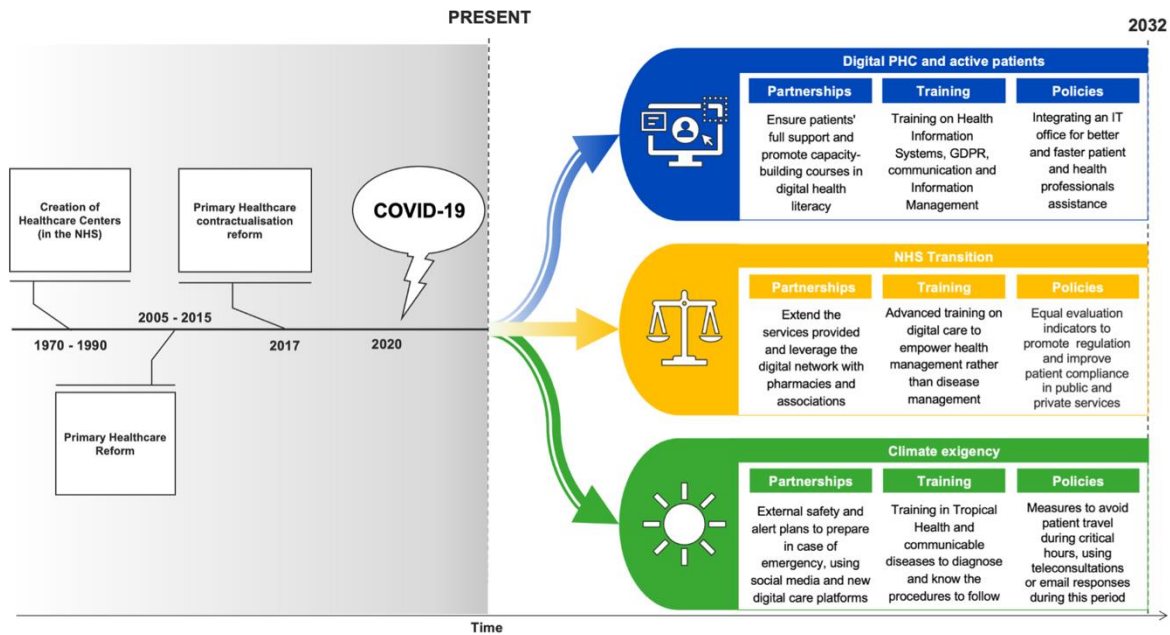 PRESENT
2032
Creation of
Healthcare Centers
(in the NHS)
Primary Healthcare
contractualisation
reform
COVID-19
2005 - 2015
1970 - 1990
2017
2020
Primary Healthcare
Reform
Digital PHC and active patients
Partnerships
Ensure patients'
full support and
promote capacity-
building courses in
digital health
literacy
Training
Training on Health
Information
Systems, GDPR,
communication and
Information
Management
Policies
Integrating an IT
office for better
and faster patient
and health
professionals
assistance
NHS Transition
Partnerships
Extend the
services provided
and leverage the
digital network with
pharmacies and
associations
Training
Advanced training on
digital care to
empower health
management rather
than disease
management
Policies
Equal evaluation
indicators to
promote regulation
and improve
patient compliance
in public and
private services
Climate exigency
Partnerships
External safety and
alert plans to prepare
in case of
emergency, using
social media and new
digital care platforms
Training
Training in Tropical
Health and
communicable
diseases to diagnose
and know the
procedures to follow
Policies
Measures to avoid
patient travel
during critical
hours, using
teleconsultations
or email responses
during this period
Time